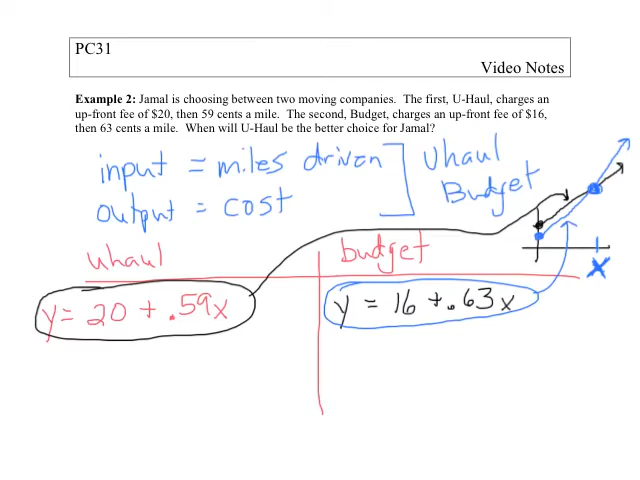 PC31
Video Notes
Example 2: Jamal is choosing between two moving companies. The first, U-Haul, charges an
up-front fee of $20, then 59 cents a mile. The second, Budget, charges an up-front fee of $16,
then 63 cents a mile. When will U-Haul be the better choice for Jamal?
input = miles driven ] Uhaul
output = cost Budget
uhaul budget
y = 20 + .59x y = 16 + .63x
x